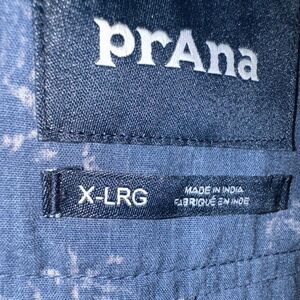 prAna
X-LRG
MADE IN INDIA
FABRIQUÉ EN INDE